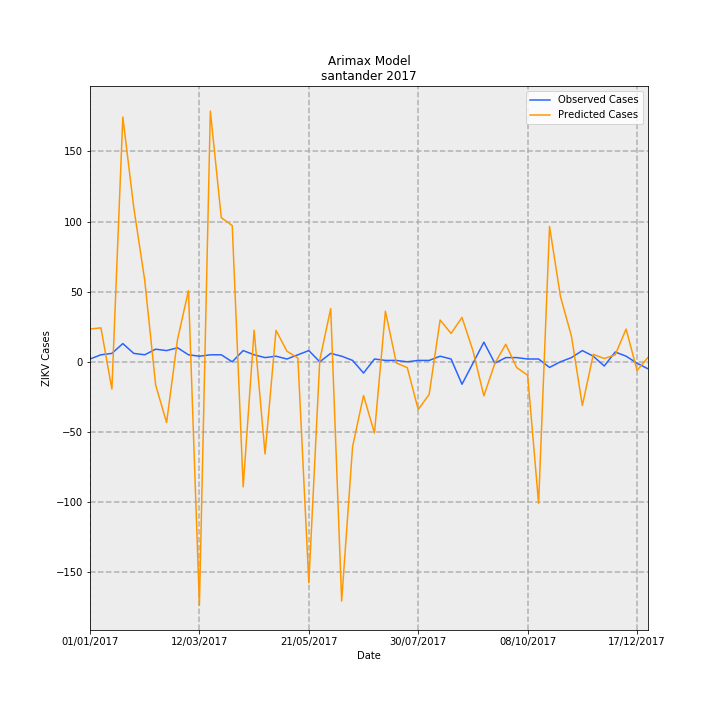 Arimax Model
santander 2017
Observed Cases
Predicted Cases
ZIKV Cases
150
100
50
0
−50
−100
−150
01/01/2017
12/03/2017
21/05/2017
30/07/2017
08/10/2017
17/12/2017
Date